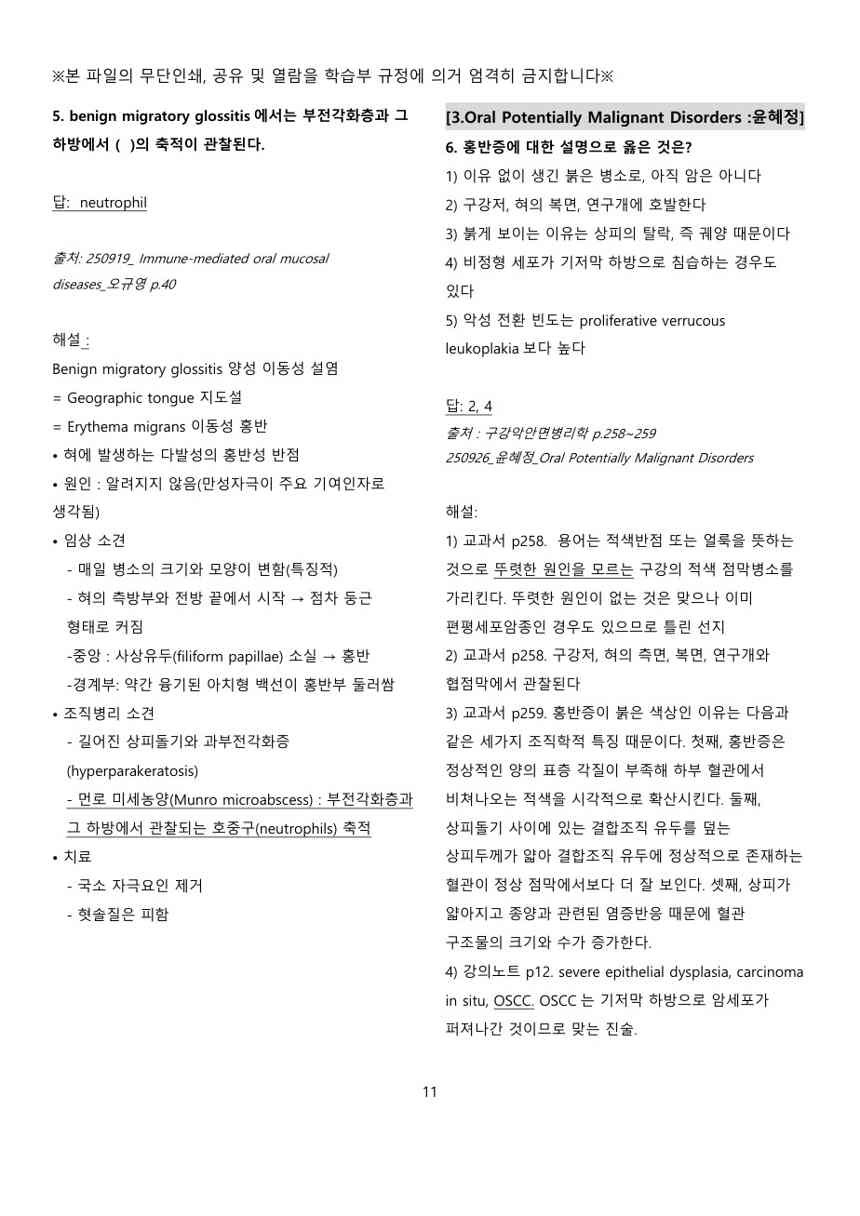 ※본 파일의 무단인쇄, 공유 및 열람을 학습부 규정에 의거 엄격히 금지합니다※
5. benign migratory glossitis 에서는 부전각화층과 그
하방에서 (  )의 축적이 관찰된다.
답:  neutrophil
출처: 250919_ Immune-mediated oral mucosal
diseases_오규영 p.40
해설 :
Benign migratory glossitis 양성 이동성 설염
= Geographic tongue 지도설
= Erythema migrans 이동성 홍반
• 혀에 발생하는 다발성의 홍반성 반점
• 원인 : 알려지지 않음(만성자극이 주요 기여인자로
생각됨)
• 임상 소견
- 매일 병소의 크기와 모양이 변함(특징적)
- 혀의 측방부와 전방 끝에서 시작 → 점차 둥근
형태로 커짐
-중앙 : 사상유두(filiform papillae) 소실 → 홍반
-경계부: 약간 융기된 아치형 백선이 홍반부 둘러쌈
• 조직병리 소견
- 길어진 상피돌기와 과부전각화증
(hyperparakeratosis)
- 먼로 미세농양(Munro microabscess) : 부전각화층과
그 하방에서 관찰되는 호중구(neutrophils) 축적
• 치료
- 국소 자극요인 제거
- 혓솔질은 피함
[3.Oral Potentially Malignant Disorders :윤혜정]
6. 홍반증에 대한 설명으로 옳은 것은?
1) 이유 없이 생긴 붉은 병소로, 아직 암은 아니다
2) 구강저, 혀의 복면, 연구개에 호발한다
3) 붉게 보이는 이유는 상피의 탈락, 즉 궤양 때문이다
4) 비정형 세포가 기저막 하방으로 침습하는 경우도
있다
5) 악성 전환 빈도는 proliferative verrucous
leukoplakia 보다 높다
답: 2, 4
출처 : 구강악안면병리학 p.258~259
250926_윤혜정_Oral Potentially Malignant Disorders
해설:
1) 교과서 p258.  용어는 적색반점 또는 얼룩을 뜻하는
것으로 뚜렷한 원인을 모르는 구강의 적색 점막병소를
가리킨다. 뚜렷한 원인이 없는 것은 맞으나 이미
편평세포암종인 경우도 있으므로 틀린 선지
2) 교과서 p258. 구강저, 혀의 측면, 복면, 연구개와
협점막에서 관찰된다
3) 교과서 p259. 홍반증이 붉은 색상인 이유는 다음과
같은 세가지 조직학적 특징 때문이다. 첫째, 홍반증은
정상적인 양의 표층 각질이 부족해 하부 혈관에서
비쳐나오는 적색을 시각적으로 확산시킨다. 둘째,
상피돌기 사이에 있는 결합조직 유두를 덮는
상피두께가 얇아 결합조직 유두에 정상적으로 존재하는
혈관이 정상 점막에서보다 더 잘 보인다. 셋째, 상피가
얇아지고 종양과 관련된 염증반응 때문에 혈관
구조물의 크기와 수가 증가한다.
4) 강의노트 p12. severe epithelial dysplasia, carcinoma
in situ, OSCC. OSCC 는 기저막 하방으로 암세포가
퍼져나간 것이므로 맞는 진술.
11